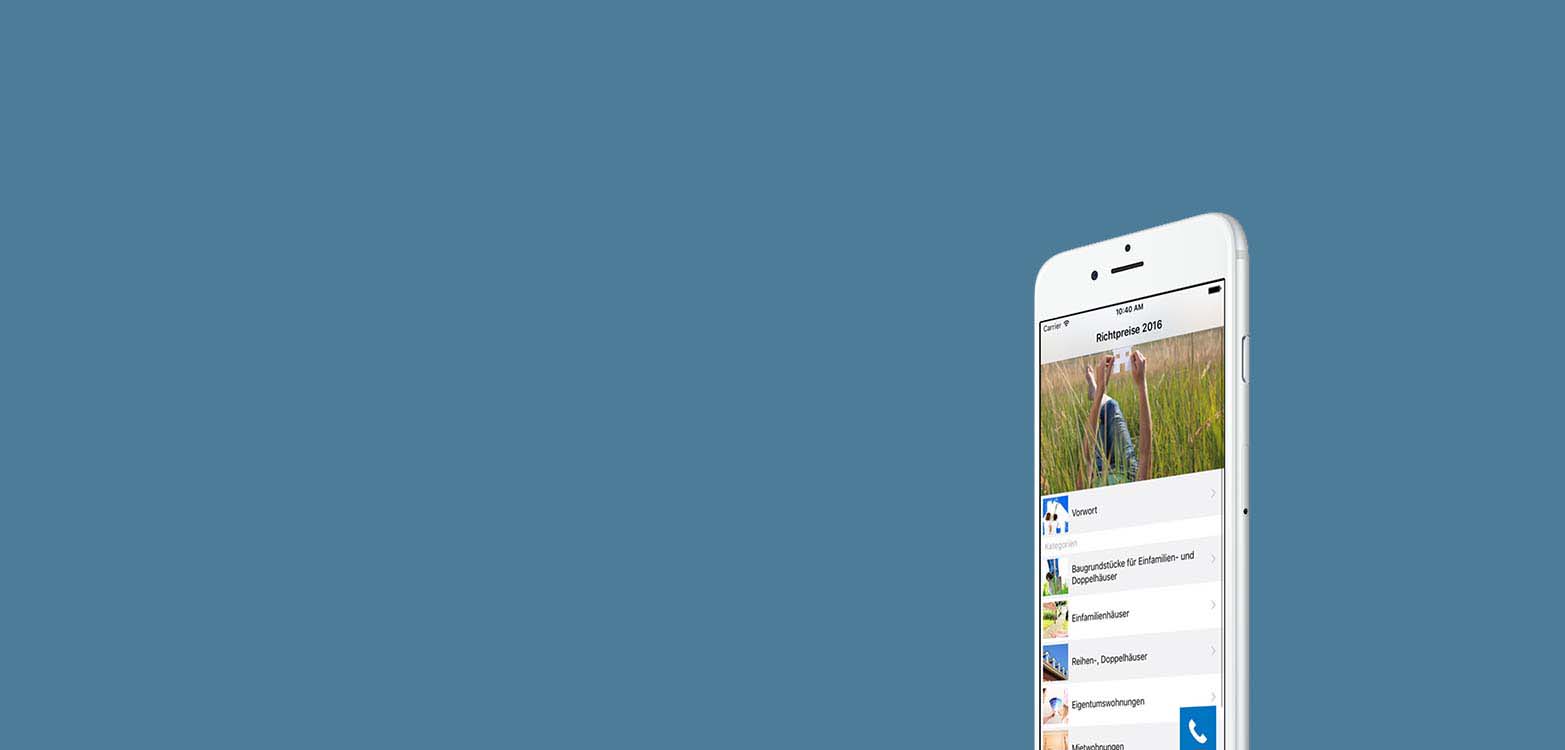 Carrier
10:40 AM
Richtpreise 2016
Vorwort
Kategorien
Baugrundstücke für Einfamilien- und
Doppelhäuser
Einfamilienhäuser
Reihen-, Doppelhäuser
Eigentumswohnungen
Mietwohnungen